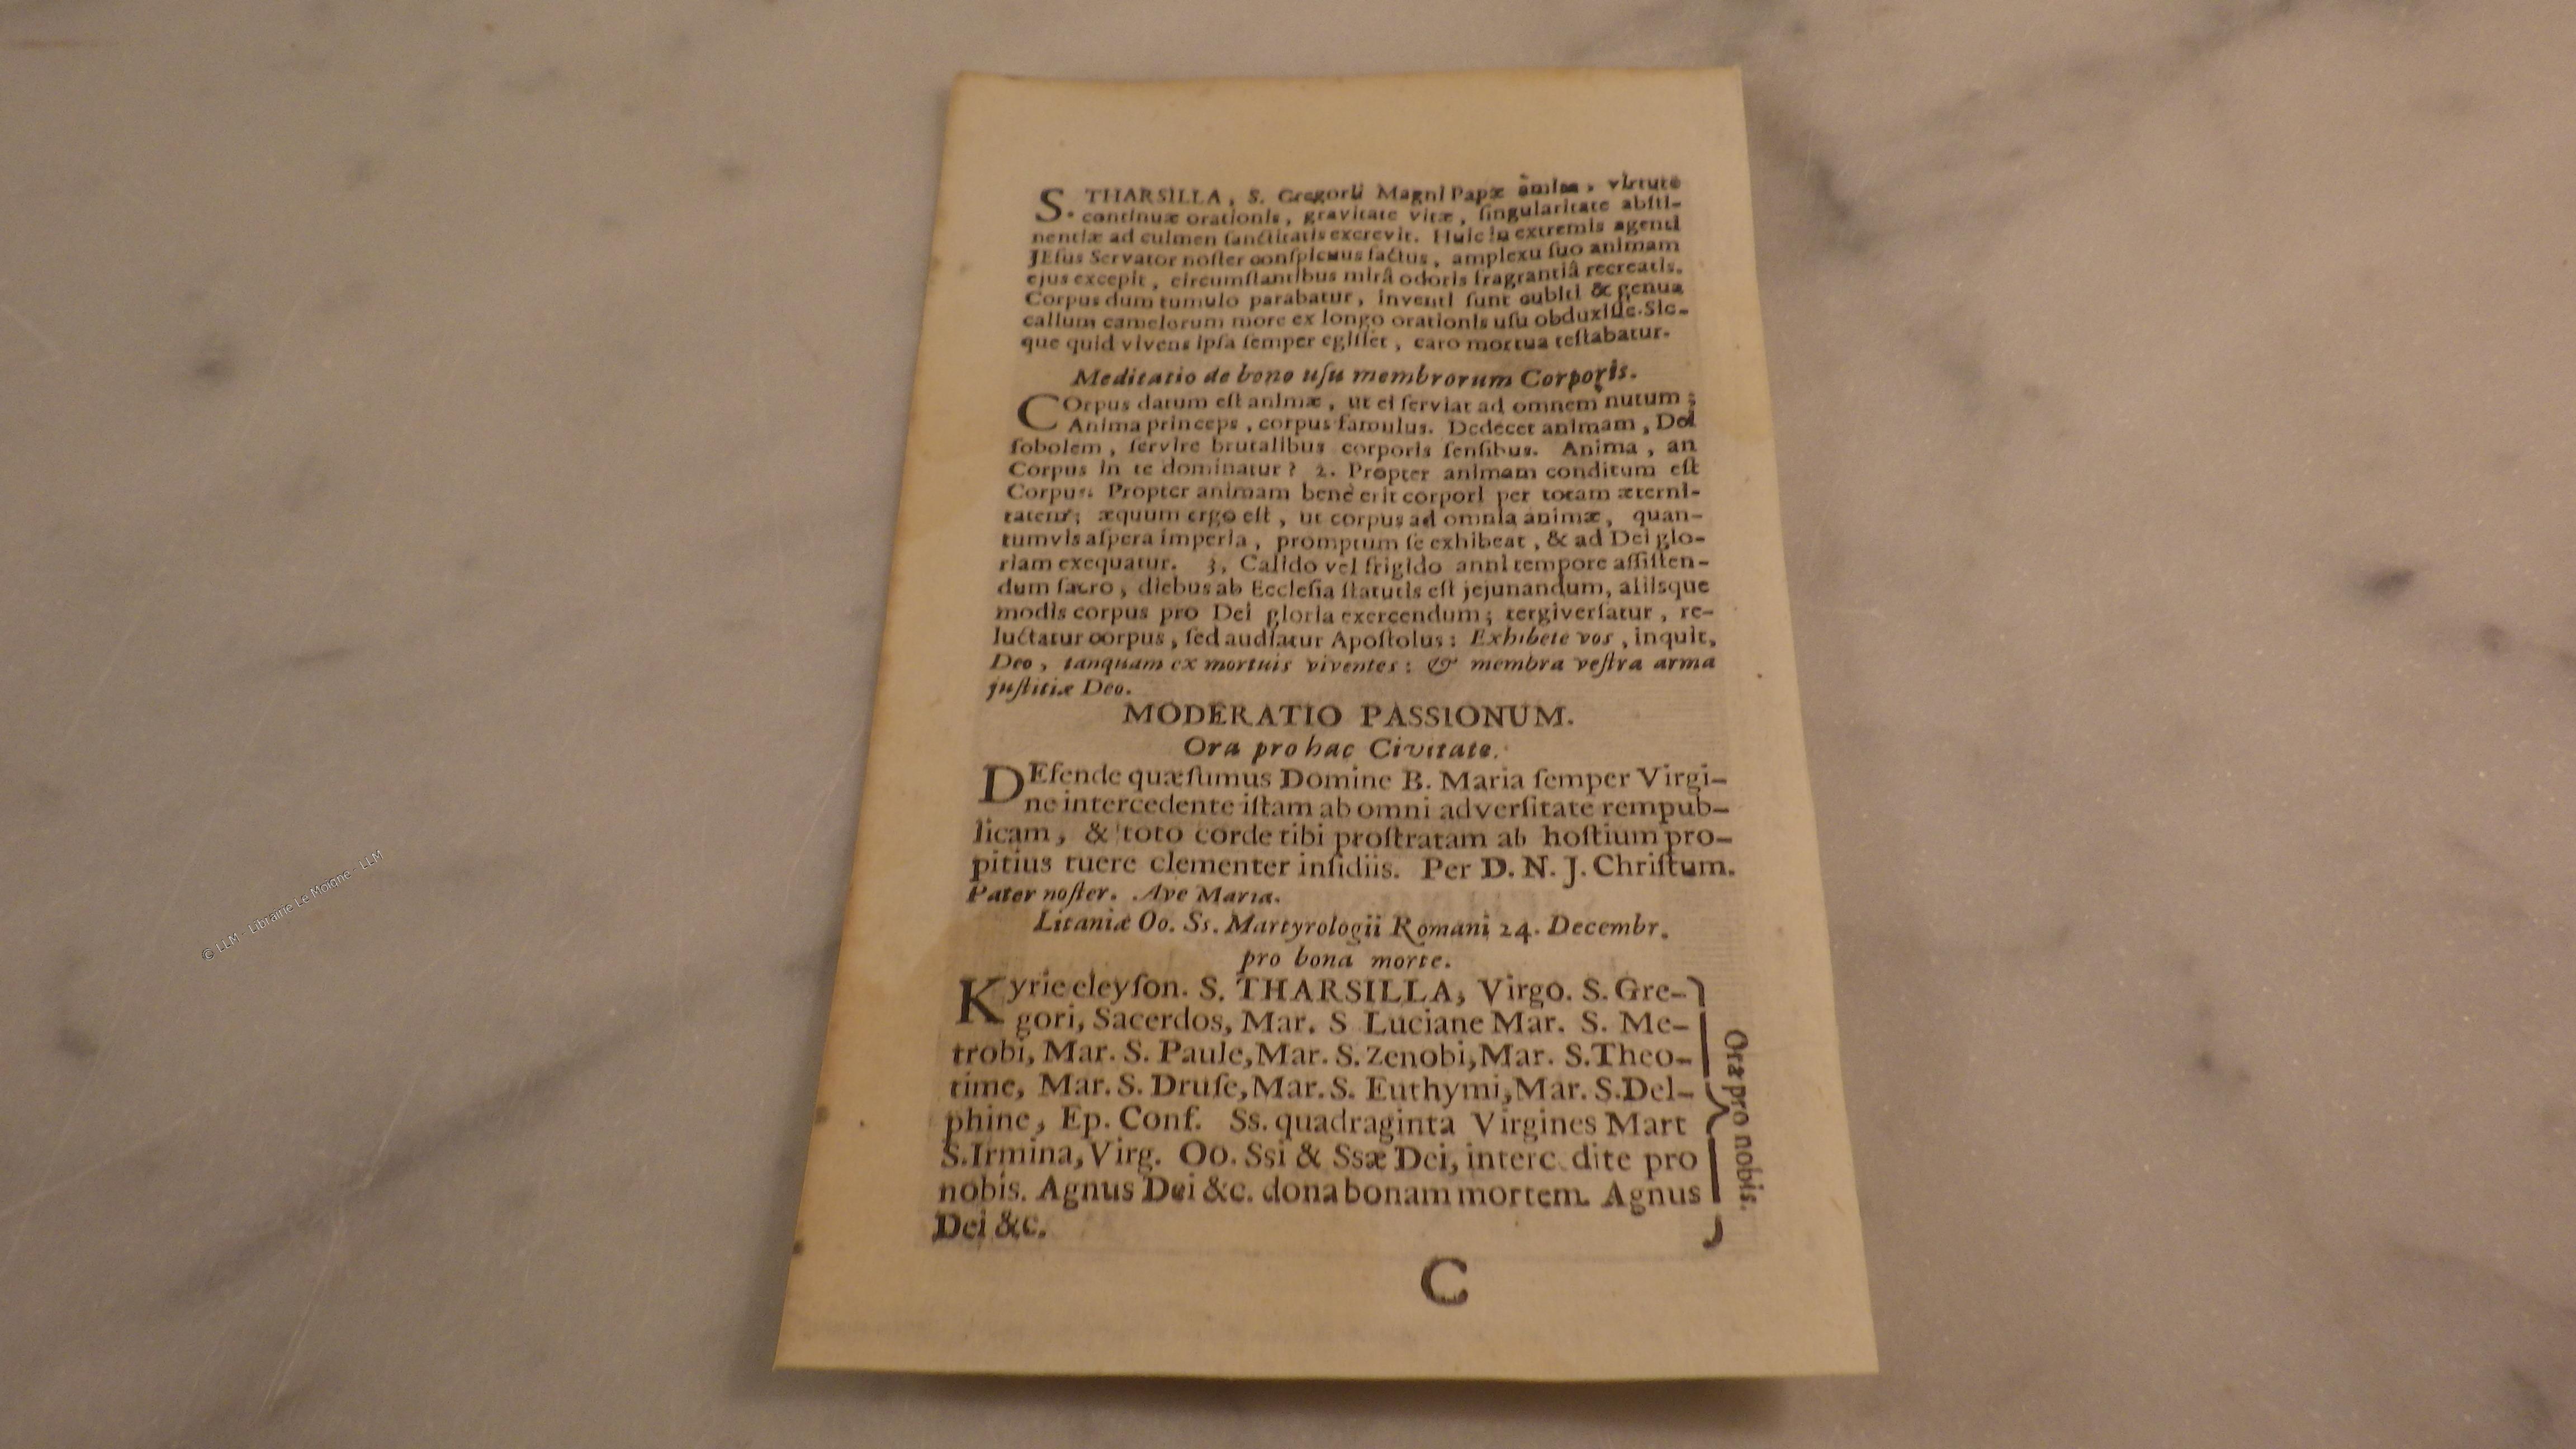 S. THARSILLA, S. Gregorii Magni Papæ amita, virtute
continuæ orationis, gravitate vitæ, ſingularitate abſti-
nentiæ ad culmen ſanctitatis excrevit. Huic in extremis agenti
JEſus Servator noſter conſpicuus factus, amplexu ſuo animam
ejus excepit, circumſtantibus mirâ odoris fragrantiâ recreatis.
Corpus dum tumulo parabatur, inventi ſunt cubiti & genua
callum camelorum more ex longo orationis uſu obduxiſſe. Sic-
que quid vivens ipſa ſemper egiſſet, caro mortua teſtabatur.
Meditatio de bono uſu membrorum Corporis.
COrpus datum eſt animæ, ut ei ſerviat ad omnem nutum;
Anima princeps, corpus famulus. Dedecet animam, Dei
ſobolem, ſervire brutalibus corporis ſenſibus. Anima, an
Corpus in te dominatur? 2. Propter animam conditum eſt
Corpus. Propter animam benè erit corpori per totam æterni-
tatem; æquum ergo eſt, ut corpus ad omnia animæ, quan-
tumvis aſpera imperia, promptum ſe exhibeat, & ad Dei glo-
riam exequatur. 3. Calido vel frigido anni tempore aſſiſten-
dum ſacro, diebus ab Eccleſia ſtatutis eſt jejunandum, aliisque
modis corpus pro Dei gloria exercendum; tergiverſatur, re-
luctatur corpus, ſed audiatur Apoſtolus: Exhibete vos, inquit,
Deo, tanquam ex mortuis viventes: & membra veſtra arma
juſtitiæ Deo.
MODERATIO PASSIONUM.
Ora pro hac Civitate.
DEfende quæſumus Domine B. Maria ſemper Virgi-
ne intercedente iſtam ab omni adverſitate rempub-
licam, & toto corde tibi proſtratam ab hoſtium pro-
pitius tuere clementer inſidiis. Per D. N. J. Chriſtum.
Pater noſter. Ave Maria.
Litaniæ Oo. Ss. Martyrologii Romani 24. Decembr.
pro bona morte.
Kyrie eleyſon. S. THARSILLA, Virgo. S. Gre-
gori, Sacerdos, Mar. S Luciane Mar. S. Me-
trobi, Mar. S. Paule, Mar. S. Zenobi, Mar. S. Theo-
time, Mar. S. Druſe, Mar. S. Euthymi, Mar. S. Del-
phine, Ep. Conf. Ss. quadraginta Virgines Mart
S. Irmina, Virg. Oo. Ssi & Ssæ Dei, interc dite pro
nobis. Agnus Dei &c. dona bonam mortem. Agnus
Dei &c.
Ora pro nobis.
C
© LLM - Librairie Le Moigne - LLM